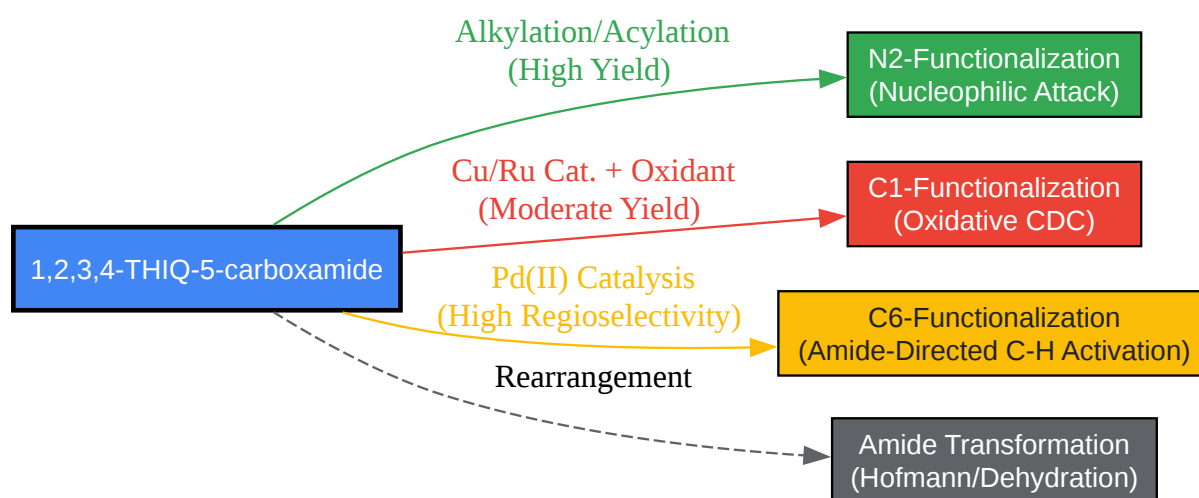 Alkylation/Acylation
(High Yield)
N2-Functionalization
(Nucleophilic Attack)
Cu/Ru Cat. + Oxidant
(Moderate Yield)
C1-Functionalization
(Oxidative CDC)
1,2,3,4-THIQ-5-carboxamide
Pd(II) Catalysis
(High Regioselectivity)
C6-Functionalization
(Amide-Directed C-H Activation)
Rearrangement
Amide Transformation
(Hofmann/Dehydration)